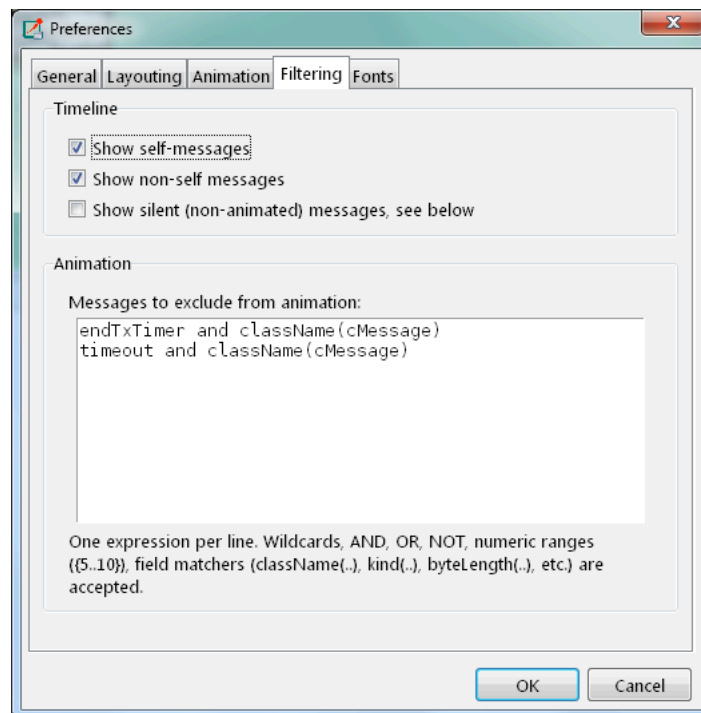 Preferences
General Layouting Animation Filtering Fonts
Timeline
Show self-messages
Show non-self messages
Show silent (non-animated) messages, see below
Animation
Messages to exclude from animation:
endTxTimer and className(cMessage)
timeout and className(cMessage)
One expression per line. Wildcards, AND, OR, NOT, numeric ranges
({5..10}), field matchers (className(..), kind(..), byteLength(..), etc.) are
accepted.
OK Cancel